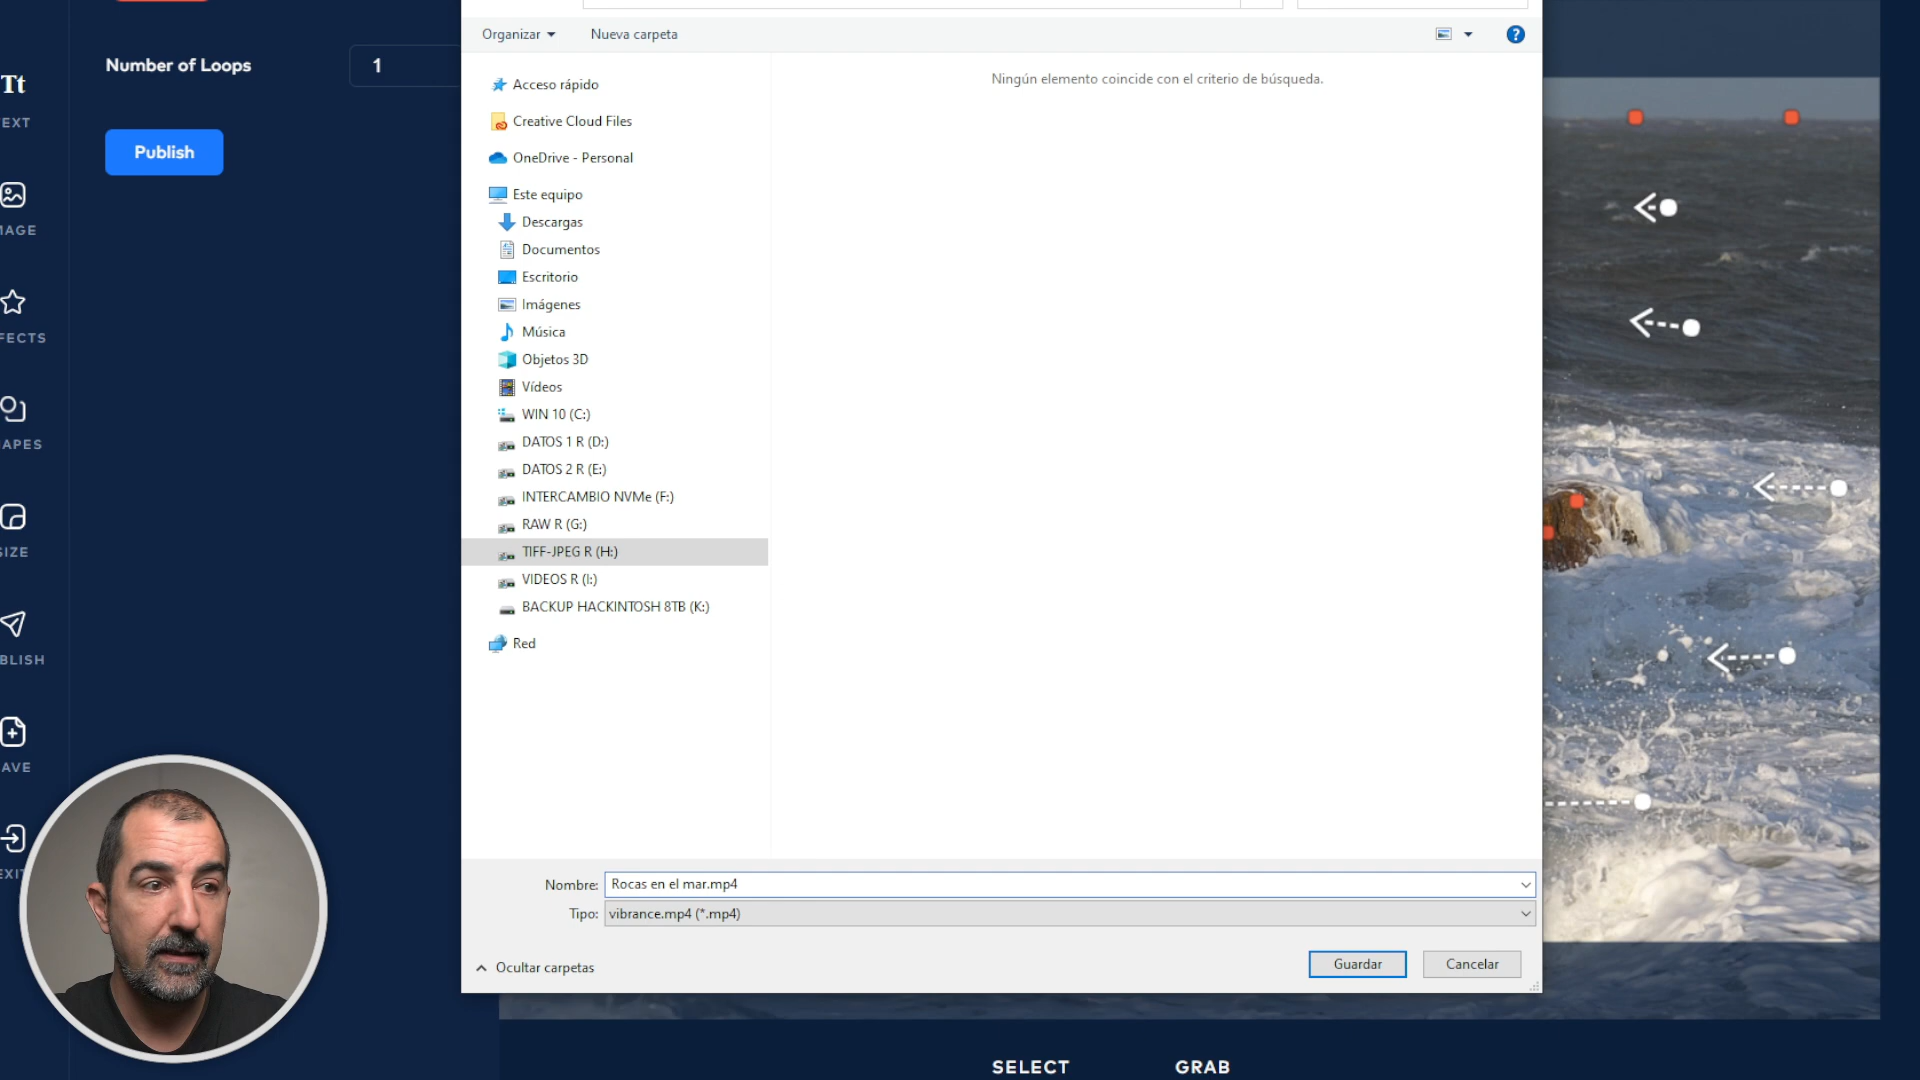 Organizar
Nueva carpeta
Number of Loops
1
Tt
EXT
Publish
MAGE
FECTS
APES
SIZE
BLISH
AVE
EXI
Ningún elemento coincide con el criterio de búsqueda.
Acceso rápido
Creative Cloud Files
OneDrive - Personal
Este equipo
Descargas
Documentos
Escritorio
Imágenes
Música
Objetos 3D
Vídeos
WIN 10 (C:)
DATOS 1 R (D:)
DATOS 2 R (E:)
INTERCAMBIO NVMe (F:)
RAW R (G:)
TIFF-JPEG R (H:)
VIDEOS R (I:)
BACKUP HACKINTOSH 8TB (K:)
Red
Nombre: Rocas en el mar.mp4
Tipo: vibrance.mp4 (*.mp4)
Ocultar carpetas
Guardar
Cancelar
SELECT
GRAB